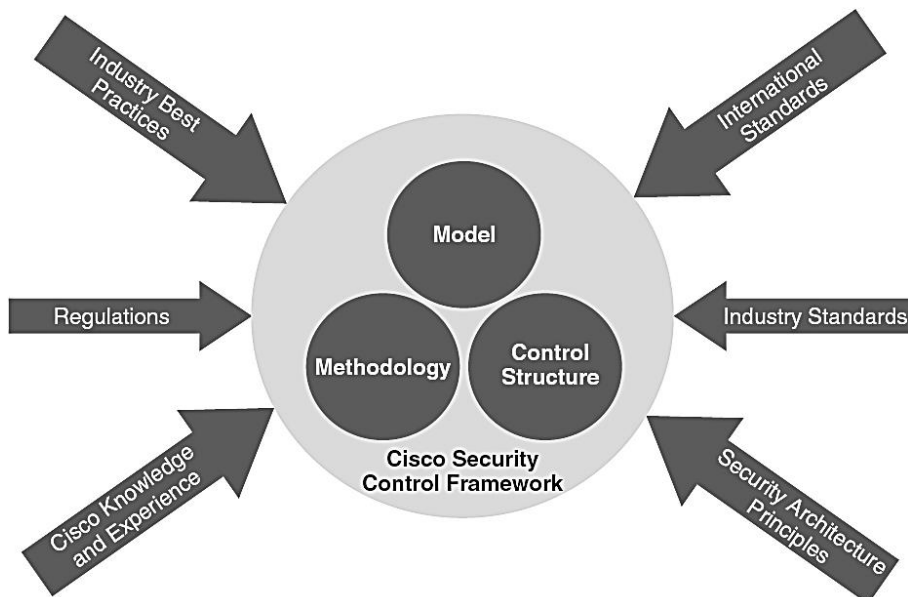 Industry Best
Practices
International
Standards
Model
Regulations
Industry Standards
Methodology
Control
Structure
Cisco Security
Control Framework
Cisco Knowledge
and Experience
Security Architecture
Principles